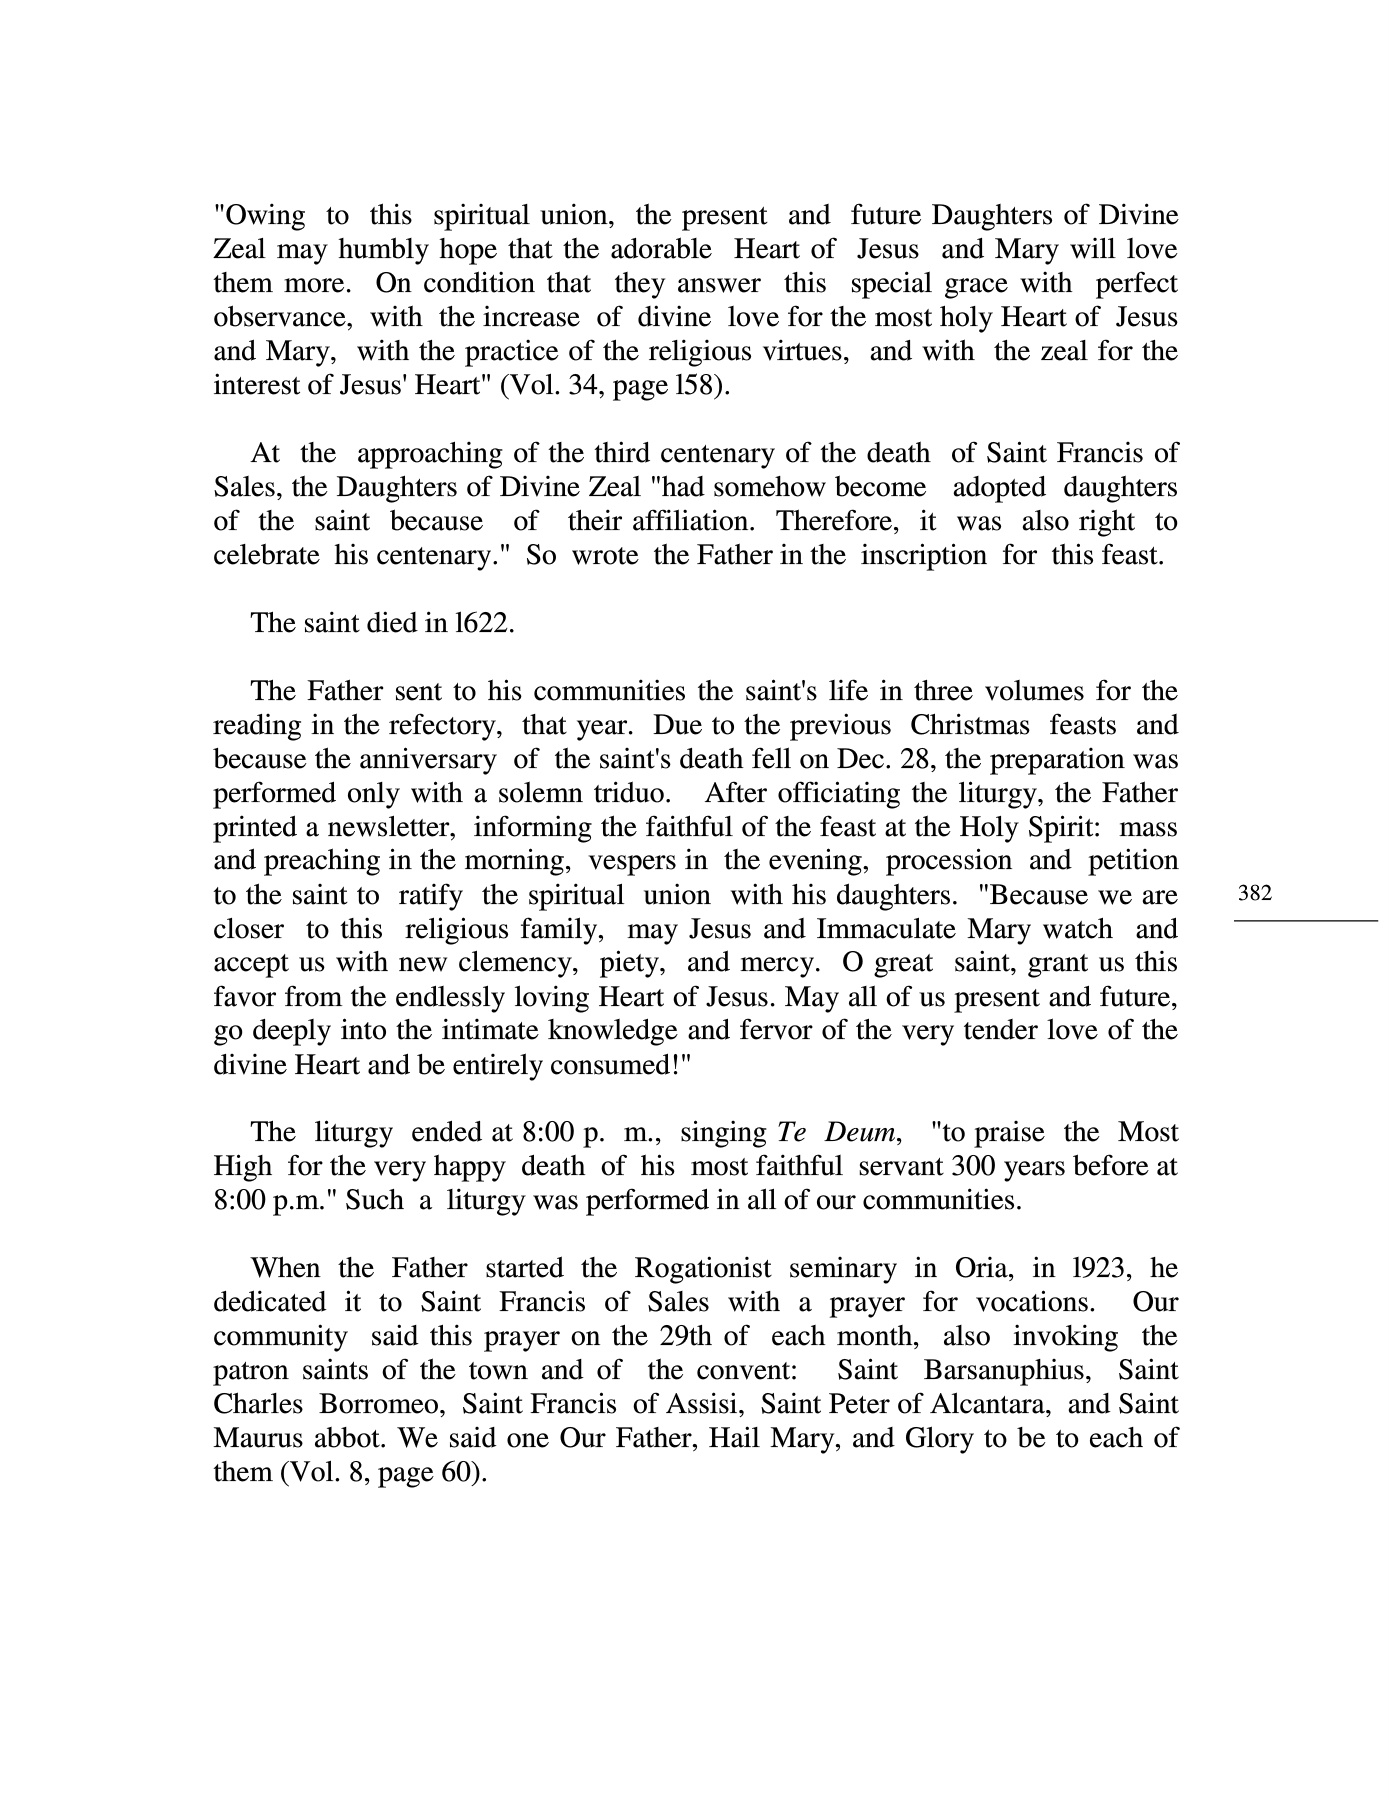 "Owing to this spiritual union, the present and future Daughters of Divine
Zeal may humbly hope that the adorable Heart of Jesus and Mary will love
them more. On condition that they answer this special grace with perfect
observance, with the increase of divine love for the most holy Heart of Jesus
and Mary, with the practice of the religious virtues, and with the zeal for the
interest of Jesus' Heart" (Vol. 34, page l58).
At the approaching of the third centenary of the death of Saint Francis of
Sales, the Daughters of Divine Zeal "had somehow become adopted daughters
of the saint because of their affiliation. Therefore, it was also right to
celebrate his centenary." So wrote the Father in the inscription for this feast.
The saint died in l622.
The Father sent to his communities the saint's life in three volumes for the
reading in the refectory, that year. Due to the previous Christmas feasts and
because the anniversary of the saint's death fell on Dec. 28, the preparation was
performed only with a solemn triduo. After officiating the liturgy, the Father
printed a newsletter, informing the faithful of the feast at the Holy Spirit: mass
and preaching in the morning, vespers in the evening, procession and petition
to the saint to ratify the spiritual union with his daughters. "Because we are
closer to this religious family, may Jesus and Immaculate Mary watch and
accept us with new clemency, piety, and mercy. O great saint, grant us this
favor from the endlessly loving Heart of Jesus. May all of us present and future,
go deeply into the intimate knowledge and fervor of the very tender love of the
divine Heart and be entirely consumed!"
The liturgy ended at 8:00 p. m., singing Te Deum, "to praise the Most
High for the very happy death of his most faithful servant 300 years before at
8:00 p.m." Such a liturgy was performed in all of our communities.
When the Father started the Rogationist seminary in Oria, in l923, he
dedicated it to Saint Francis of Sales with a prayer for vocations. Our
community said this prayer on the 29th of each month, also invoking the
patron saints of the town and of the convent: Saint Barsanuphius, Saint
Charles Borromeo, Saint Francis of Assisi, Saint Peter of Alcantara, and Saint
Maurus abbot. We said one Our Father, Hail Mary, and Glory to be to each of
them (Vol. 8, page 60).
382